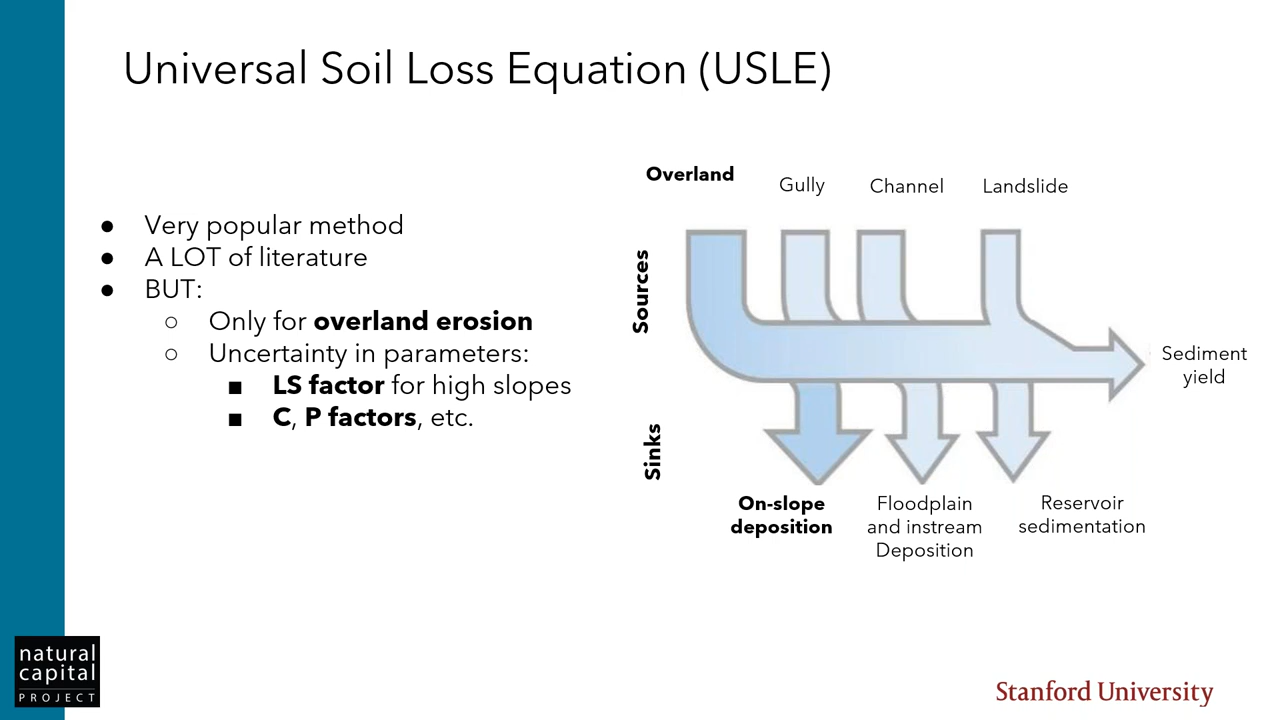 Universal Soil Loss Equation (USLE)
● Very popular method
● A LOT of literature
● BUT:
○ Only for overland erosion
○ Uncertainty in parameters:
■ LS factor for high slopes
■ C, P factors, etc.
Overland
Gully
Channel
Landslide
Sources
Sediment
yield
Sinks
On-slope
deposition
Floodplain
and instream
Deposition
Reservoir
sedimentation
natural
capital
PROJECT
Stanford University